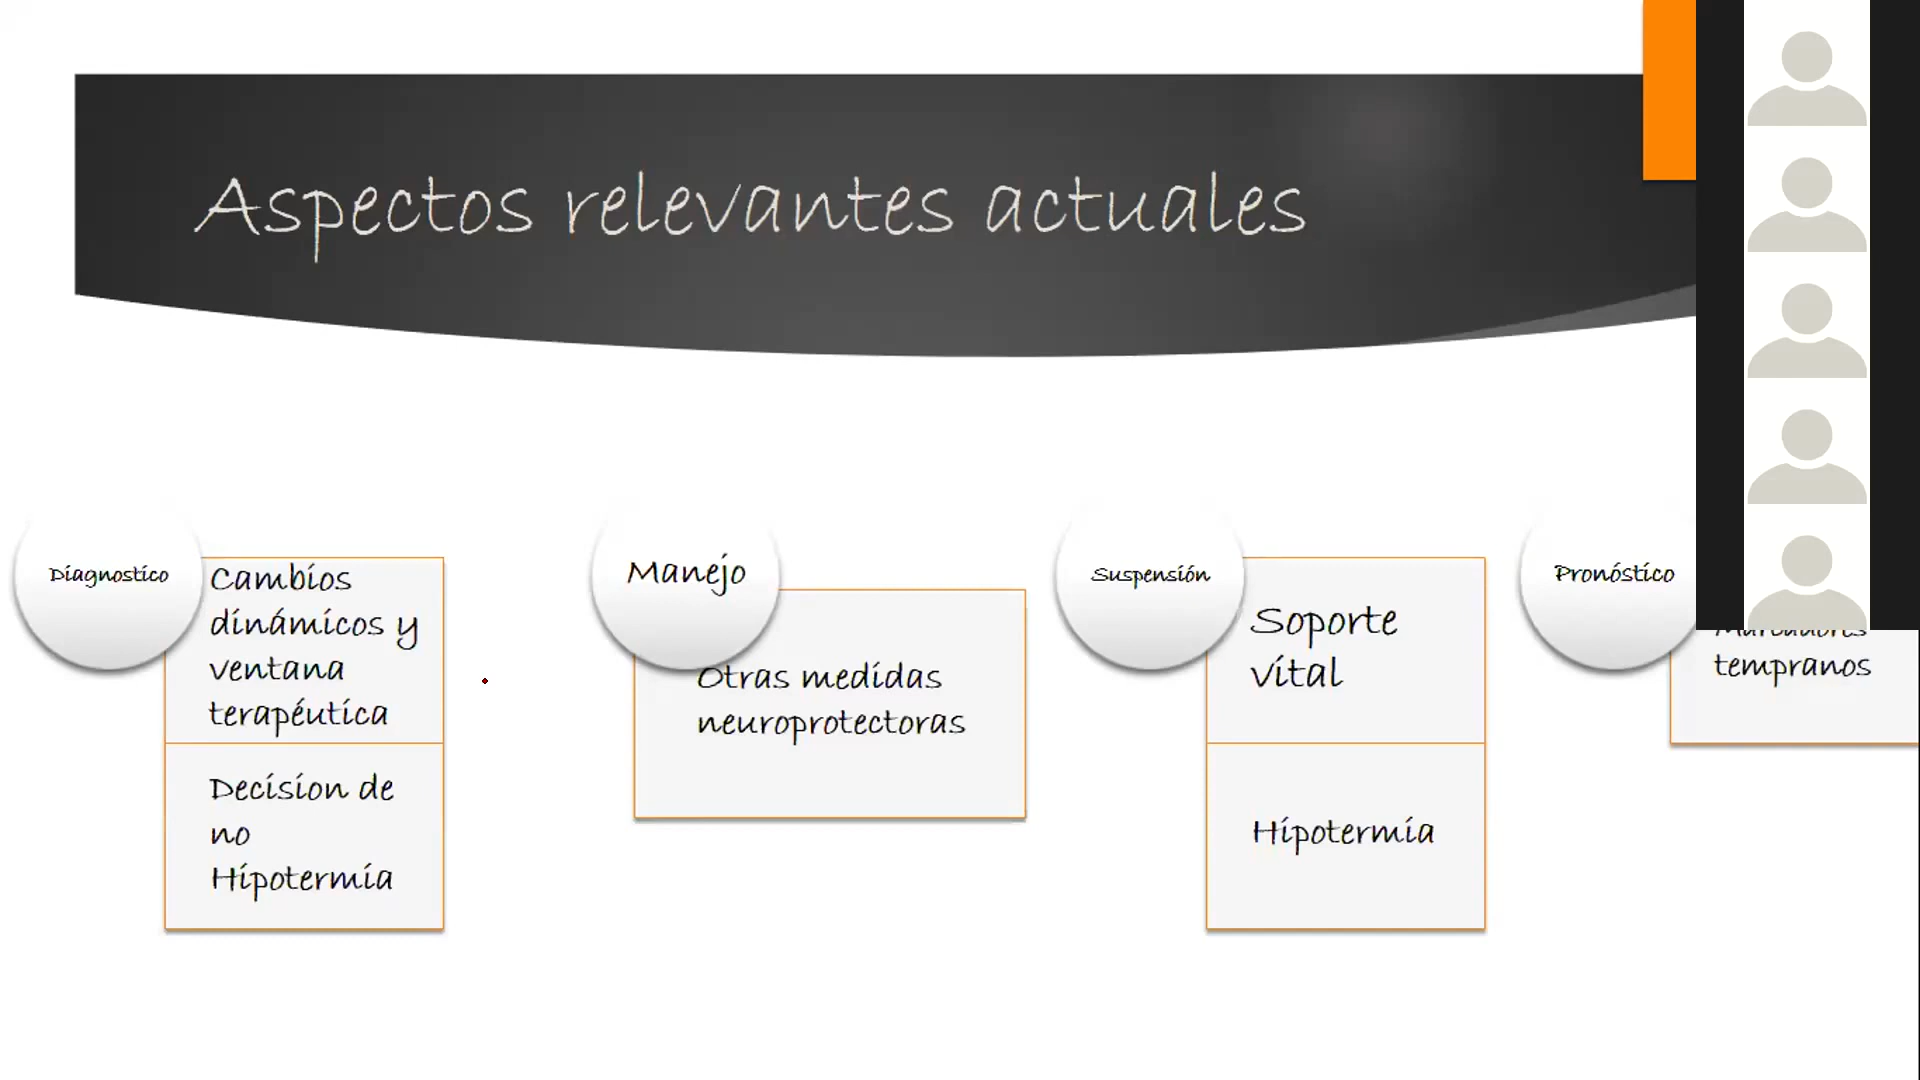 Aspectos relevantes actuales
Diagnostico
Cambios
dinámicos y
ventana
terapéutica
Decision de
no
Hipotermia
Manejo
Otras medidas
neuroprotectoras
Suspensión
Soporte
vital
Hipotermia
Pronóstico
tempranos